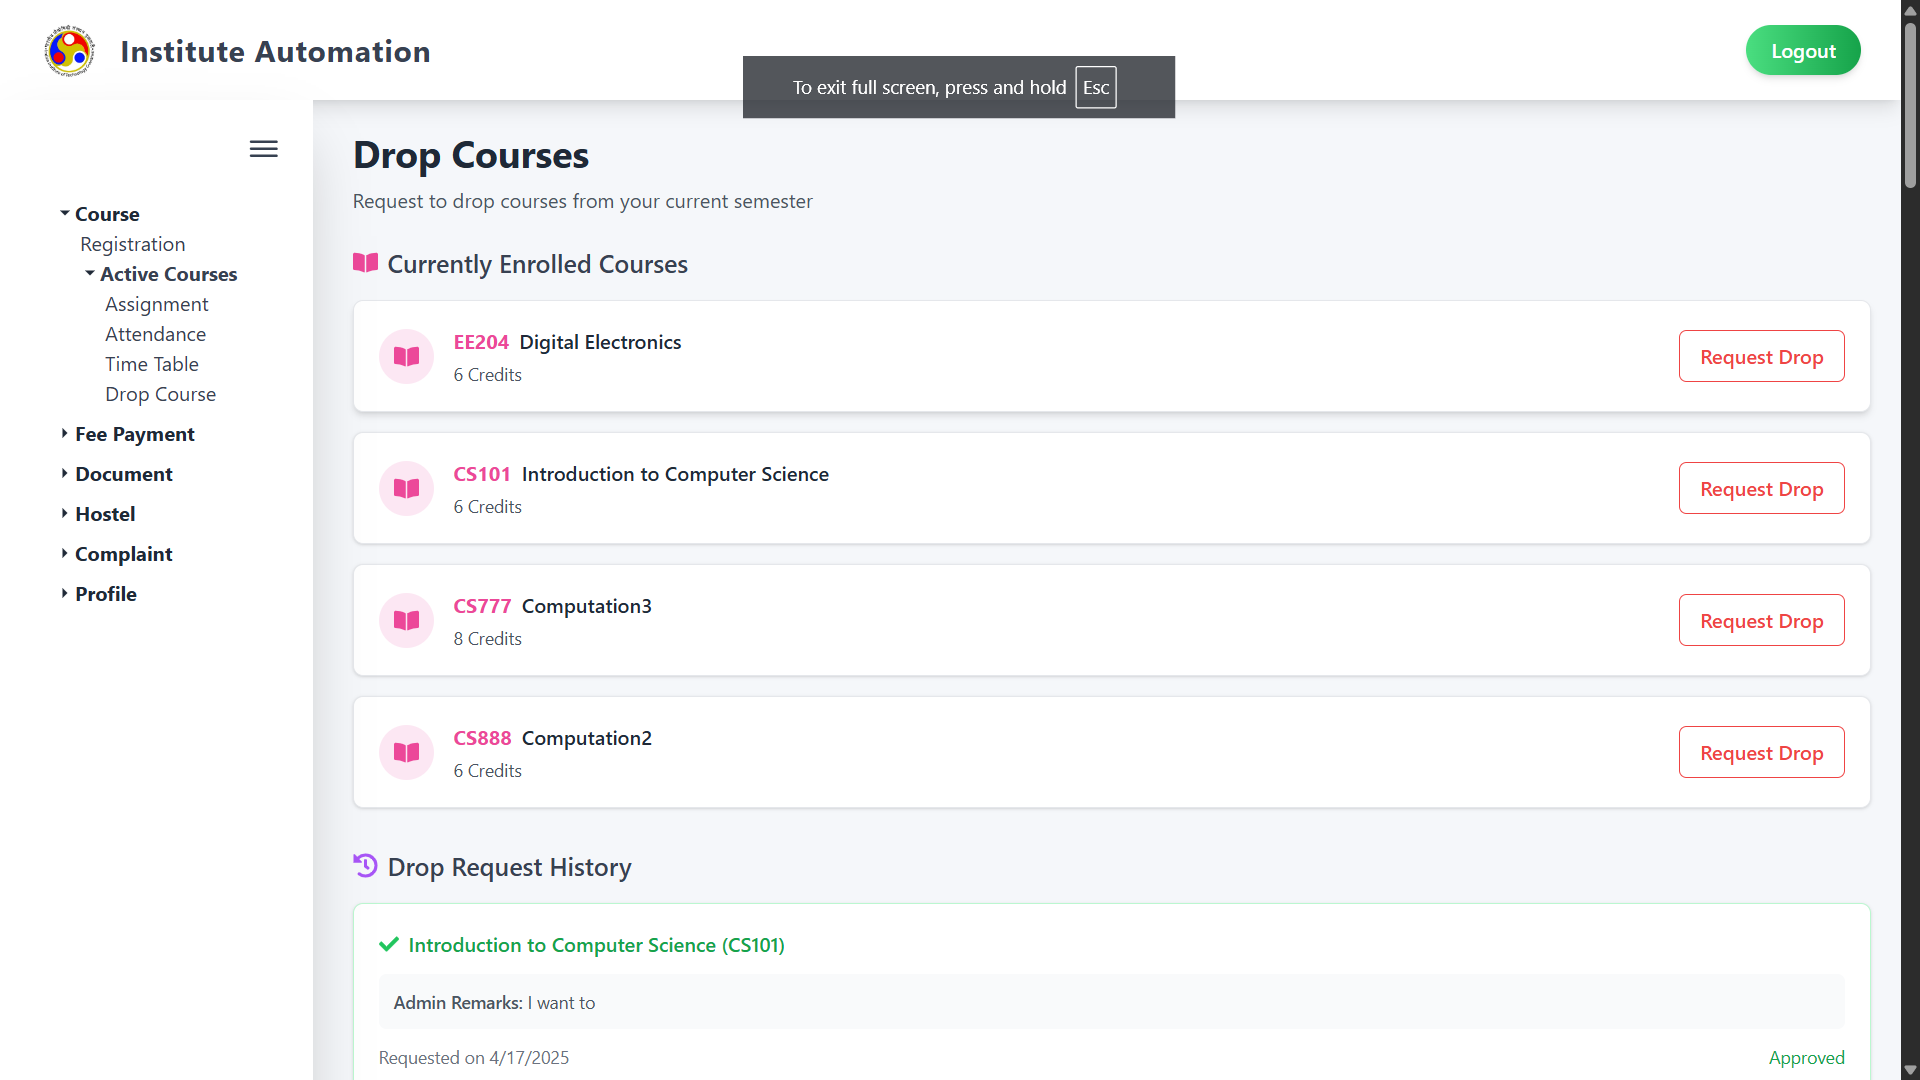 Institute Automation
Logout
To exit full screen, press and hold Esc
Course
Registration
Active Courses
Assignment
Attendance
Time Table
Drop Course
Fee Payment
Document
Hostel
Complaint
Profile
Drop Courses
Request to drop courses from your current semester
Currently Enrolled Courses
EE204 Digital Electronics
6 Credits
Request Drop
CS101 Introduction to Computer Science
6 Credits
Request Drop
CS777 Computation3
8 Credits
Request Drop
CS888 Computation2
6 Credits
Request Drop
Drop Request History
Introduction to Computer Science (CS101)
Admin Remarks: I want to
Requested on 4/17/2025
Approved